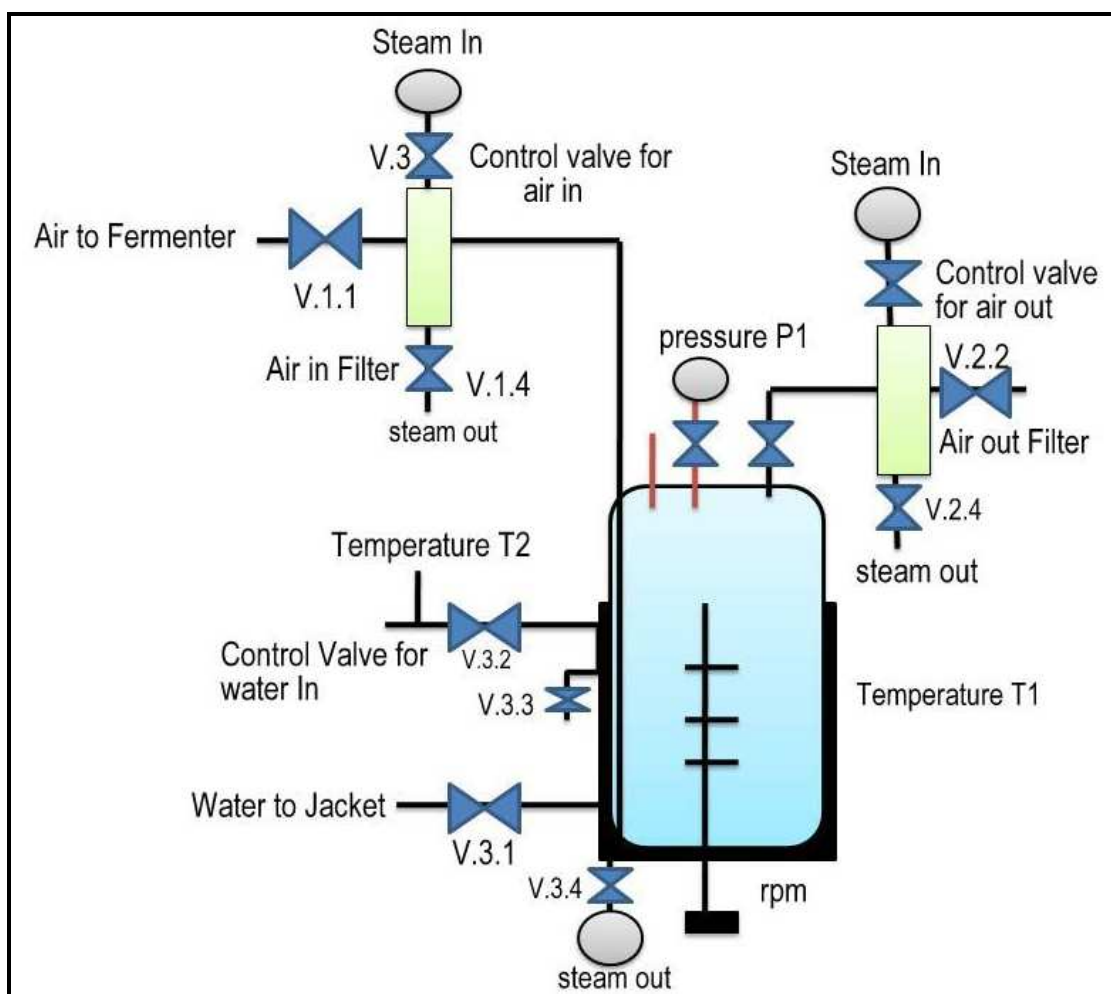 Steam In
V.3
Control valve for
air in
Air to Fermenter
V.1.1
Air in Filter
V.1.4
steam out
Steam In
Control valve
for air out
pressure P1
V.2.2
Air out Filter
V.2.4
steam out
Temperature T2
Control Valve for
water In
V.3.2
V.3.3
Temperature T1
Water to Jacket
V.3.1
V.3.4
rpm
steam out